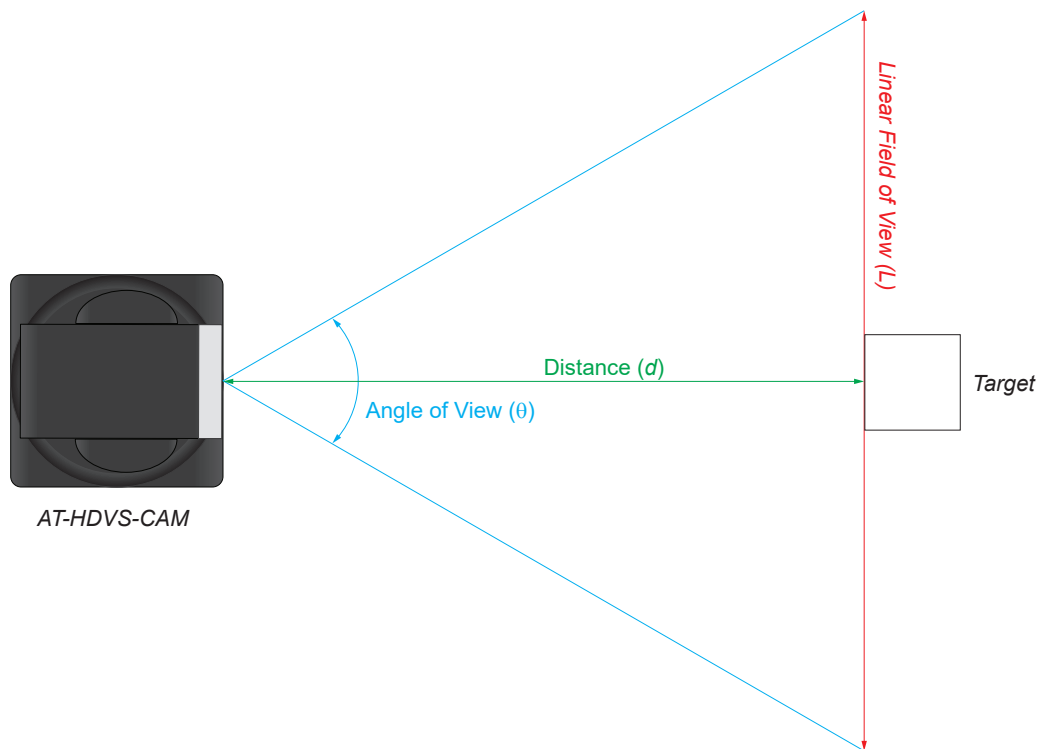 Linear Field of View (L)
Distance (d)
Angle of View (θ)
Target
AT-HDVS-CAM